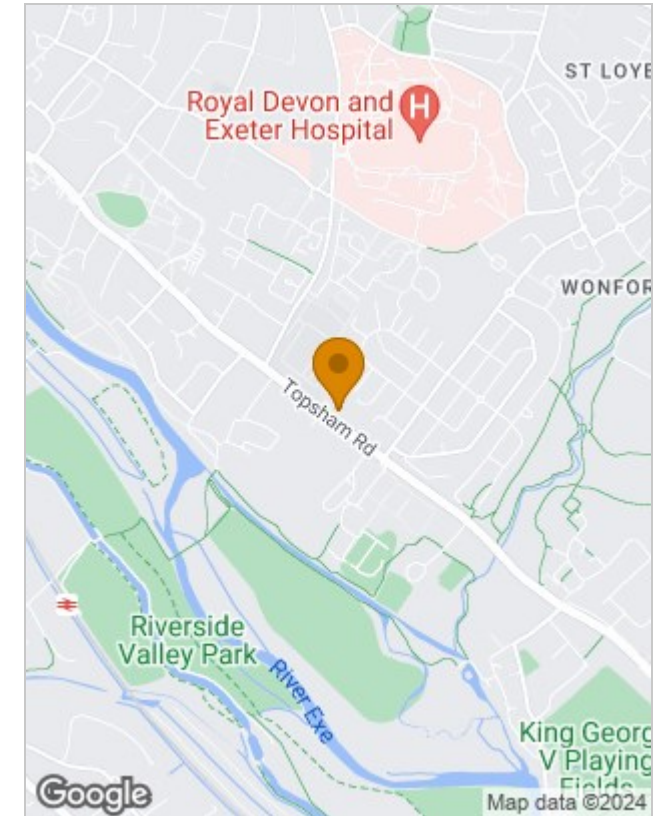 ST LOYE
Royal Devon and
Exeter Hospital
H
WONFOR
Topsham Rd
Riverside
Valley Park
River Exe
King Georg
V Playing
Fields
Google
Map data ©2024